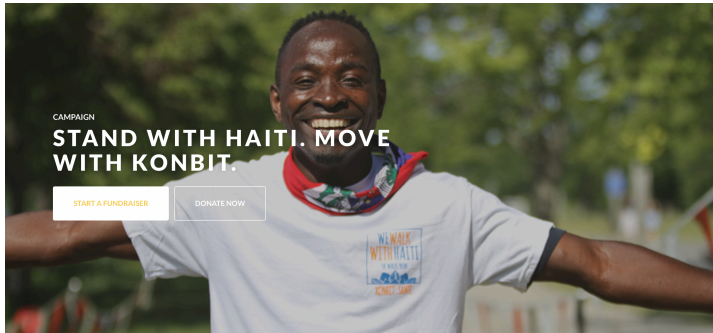 CAMPAIGN
STAND WITH HAITI. MOVE
WITH KONBIT.
START A FUNDRAISER
DONATE NOW
WE WALK
WITH HAITI